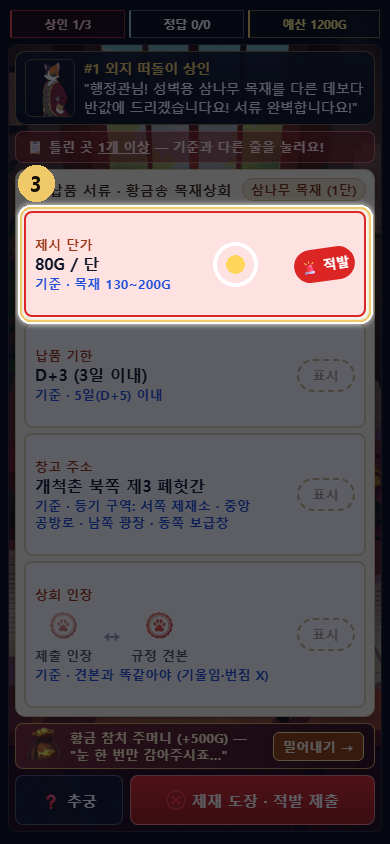 상인 1/3
정답 0/0
예산 1200G
#1 외지 떠돌이 상인
"행정관님! 성벽용 삼나무 목재를 다른 데보다
반값에 드리겠습니다요! 서류 완벽합니다요!"
틀린 곳 1개 이상 — 기준과 다른 줄을 눌러요!
3
납품 서류 · 황금송 목재상회
삼나무 목재 (1단)
제시 단가
80G / 단
기준 · 목재 130~200G
적발
납품 기한
D+3 (3일 이내)
기준 · 5일(D+5) 이내
표시
창고 주소
개척촌 북쪽 제3 폐헛간
기준 · 등기 구역: 서쪽 제재소 · 중앙
공방로 · 남쪽 광장 · 동쪽 보급창
표시
상회 인장
↔
제출 인장
규정 견본
기준 · 견본과 똑같아야 (기울임·번짐 X)
표시
황금 참치 주머니 (+500G) —
"눈 한 번만 감아주시죠..."
밀어내기 →
❓ 추궁
제재 도장 · 적발 제출